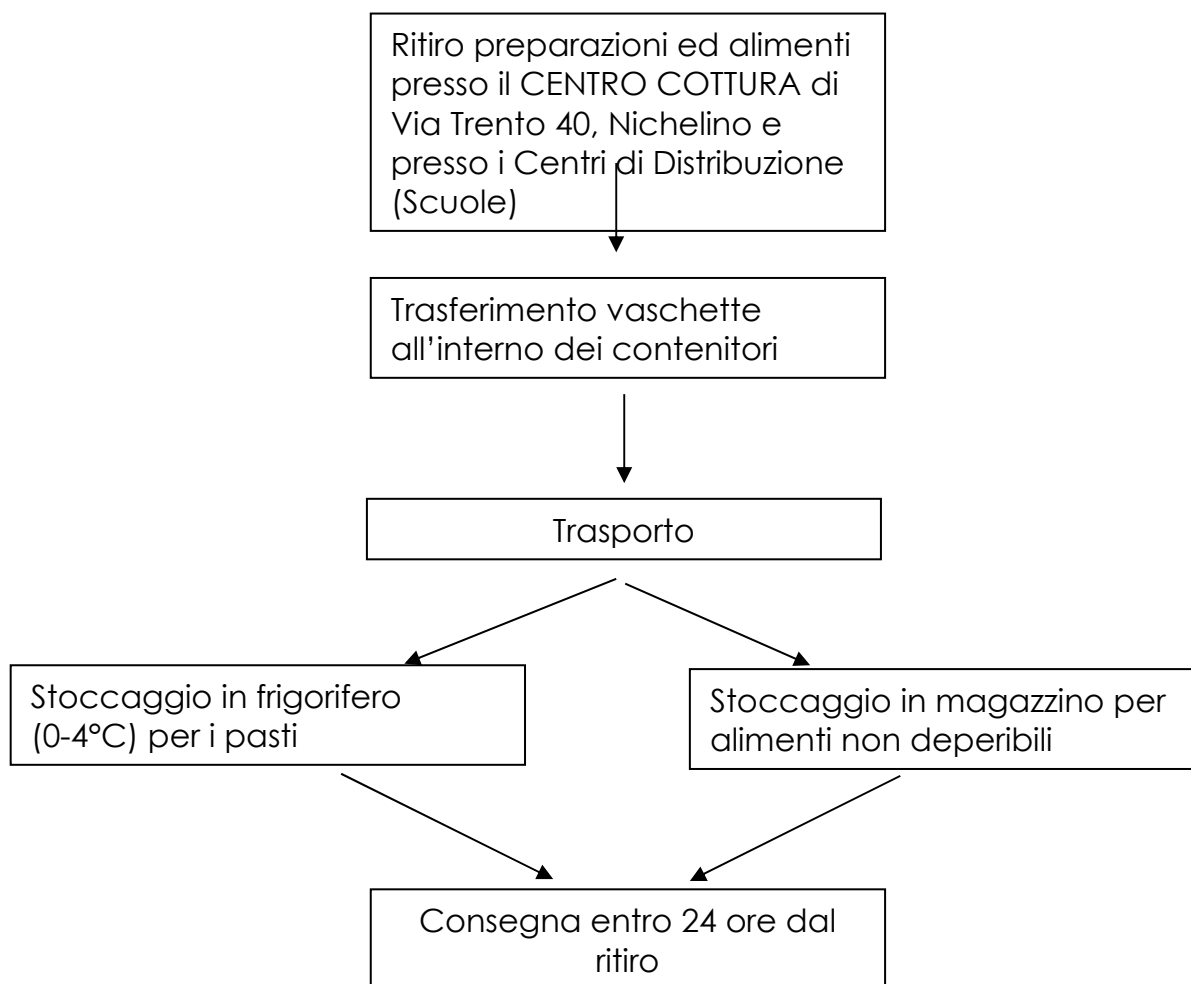 Ritiro preparazioni ed alimenti
presso il CENTRO COTTURA di
Via Trento 40, Nichelino e
presso i Centri di Distribuzione
(Scuole)
Trasferimento vaschette
all’interno dei contenitori
Trasporto
Stoccaggio in frigorifero
(0-4°C) per i pasti
Stoccaggio in magazzino per
alimenti non deperibili
Consegna entro 24 ore dal
ritiro